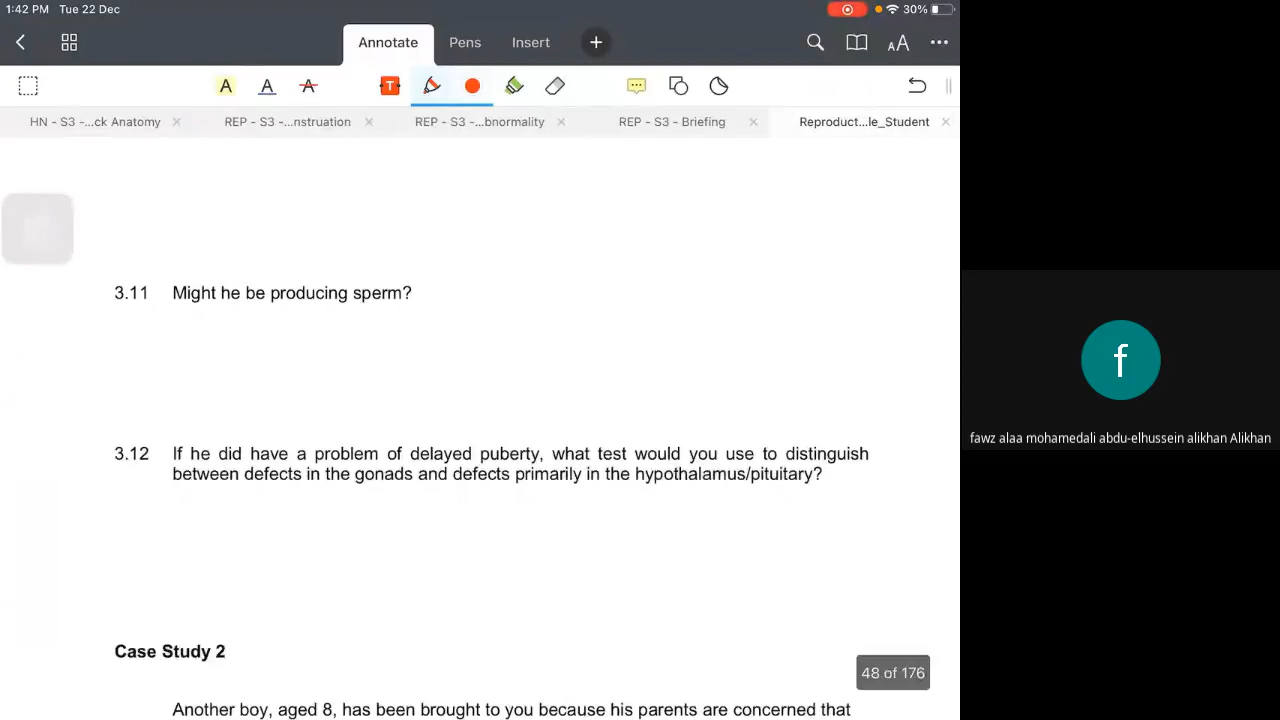 1:42 PM Tue 22 Dec
30%
Annotate Pens Insert
AA
A A A T
HN - S3 -...ck Anatomy REP - S3 -...nstruation REP - S3 -...bnormality REP - S3 - Briefing Reproduct...le_Student
3.11 Might he be producing sperm?
3.12 If he did have a problem of delayed puberty, what test would you use to distinguish
between defects in the gonads and defects primarily in the hypothalamus/pituitary?
Case Study 2
48 of 176
Another boy, aged 8, has been brought to you because his parents are concerned that
f
fawz alaa mohamedali abdu-elhussein alikhan Alikhan